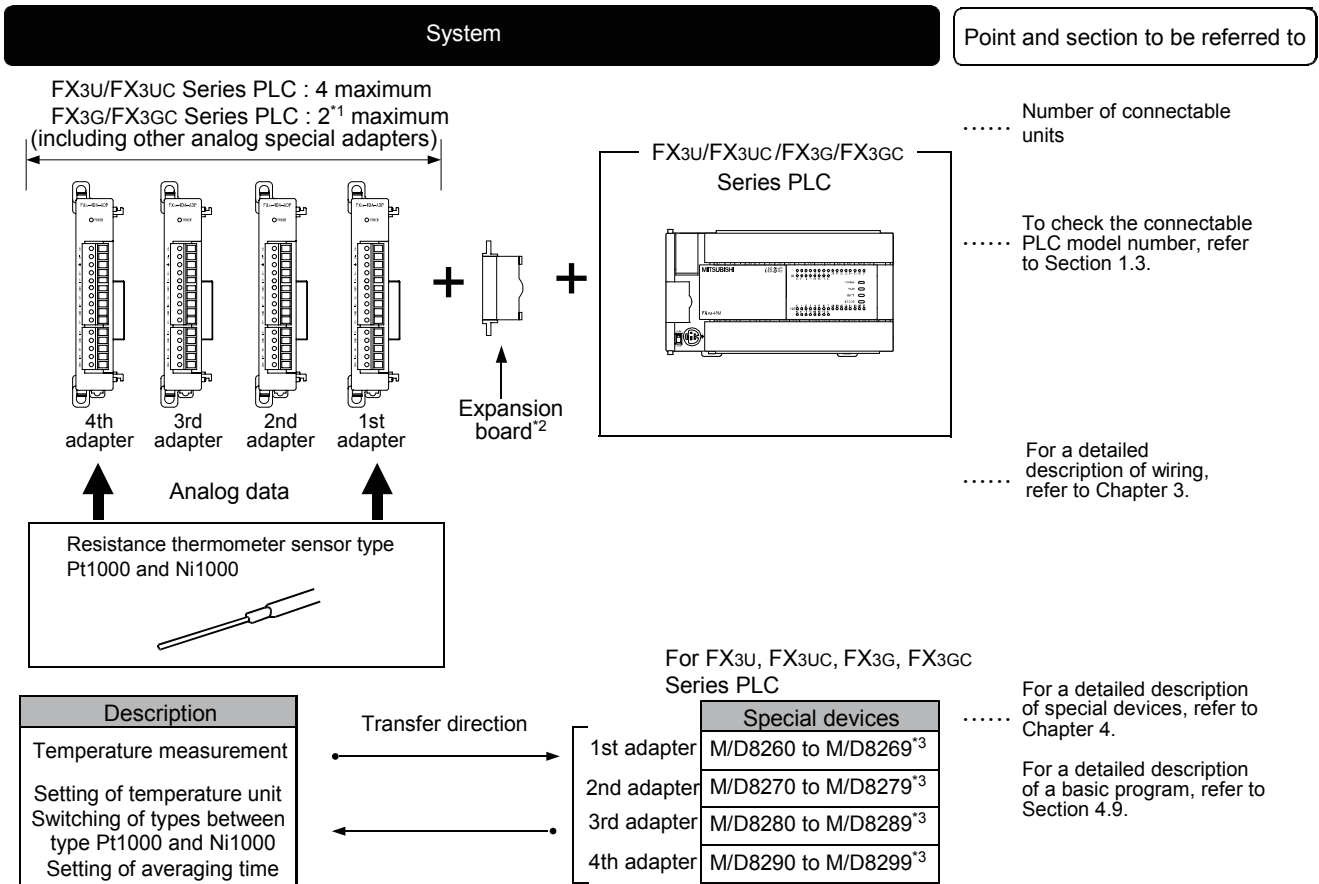 System
Point and section to be referred to
FX3U/FX3UC Series PLC : 4 maximum
FX3G/FX3GC Series PLC : 2*1 maximum
(including other analog special adapters)
FX3U/FX3UC/FX3G/FX3GC
Series PLC
MITSUBISHI
POWER
4th
adapter
3rd
adapter
2nd
adapter
1st
adapter
Expansion
board*2
Analog data
Resistance thermometer sensor type
Pt1000 and Ni1000
...... Number of connectable
units
...... To check the connectable
PLC model number, refer
to Section 1.3.
...... For a detailed
description of wiring,
refer to Chapter 3.
Description
Temperature measurement
Setting of temperature unit
Switching of types between
type Pt1000 and Ni1000
Setting of averaging time
Transfer direction
For FX3U, FX3UC, FX3G, FX3GC
Series PLC
Special devices
1st adapter M/D8260 to M/D8269*3
2nd adapter M/D8270 to M/D8279*3
3rd adapter M/D8280 to M/D8289*3
4th adapter M/D8290 to M/D8299*3
...... For a detailed description
of special devices, refer to
Chapter 4.
For a detailed description
of a basic program, refer to
Section 4.9.